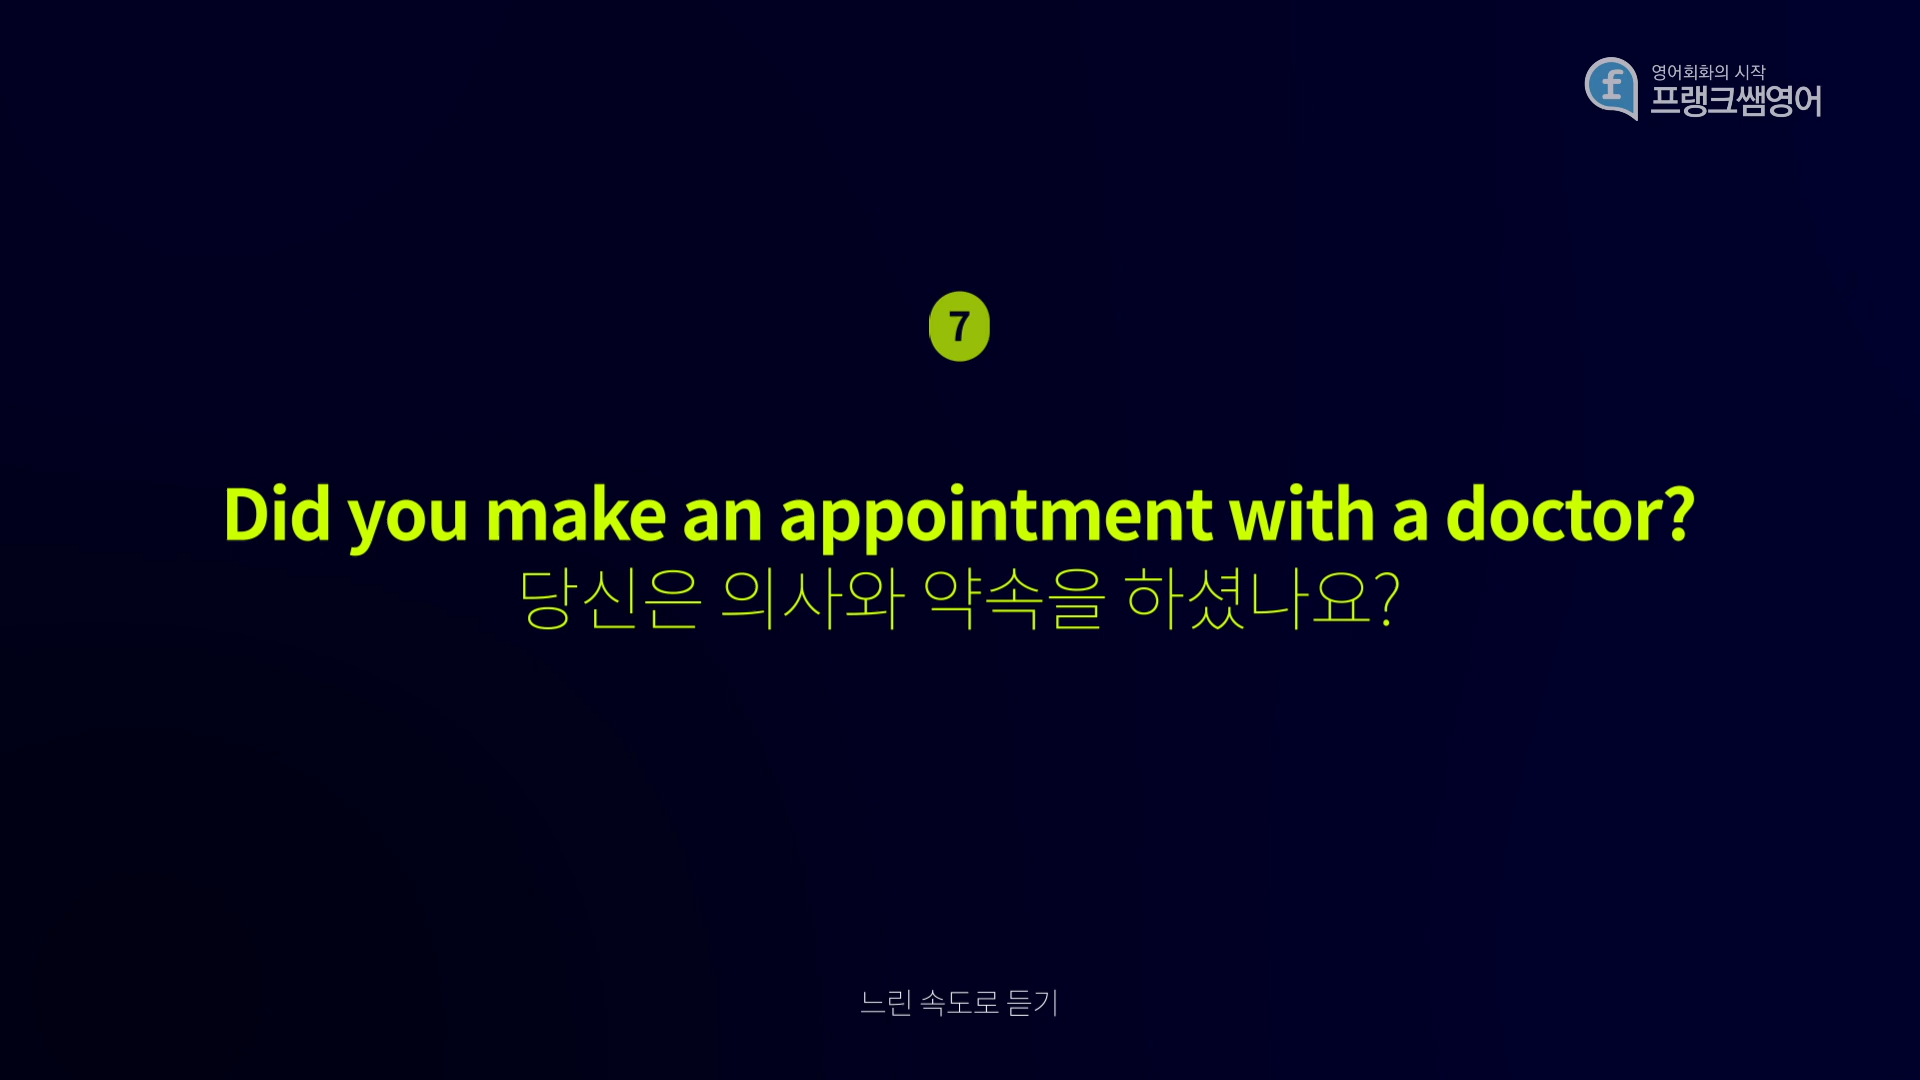 영어회화의 시작
프랭크쌤영어
7
Did you make an appointment with a doctor?
당신은 의사와 약속을 하셨나요?
느린 속도로 듣기